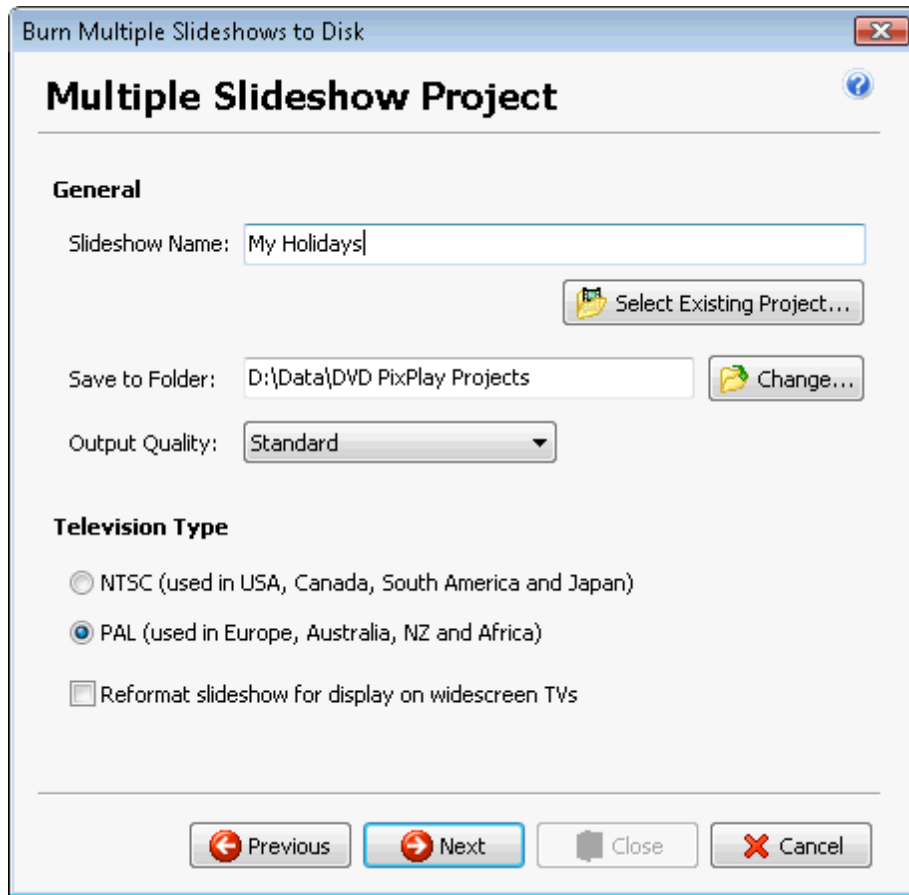 Burn Multiple Slideshows to Disk
Multiple Slideshow Project
General
Slideshow Name: My Holidays
Select Existing Project...
Save to Folder: D:\Data\DVD PixPlay Projects Change...
Output Quality: Standard
Television Type
NTSC (used in USA, Canada, South America and Japan)
PAL (used in Europe, Australia, NZ and Africa)
Reformat slideshow for display on widescreen TVs
Previous Next Close Cancel